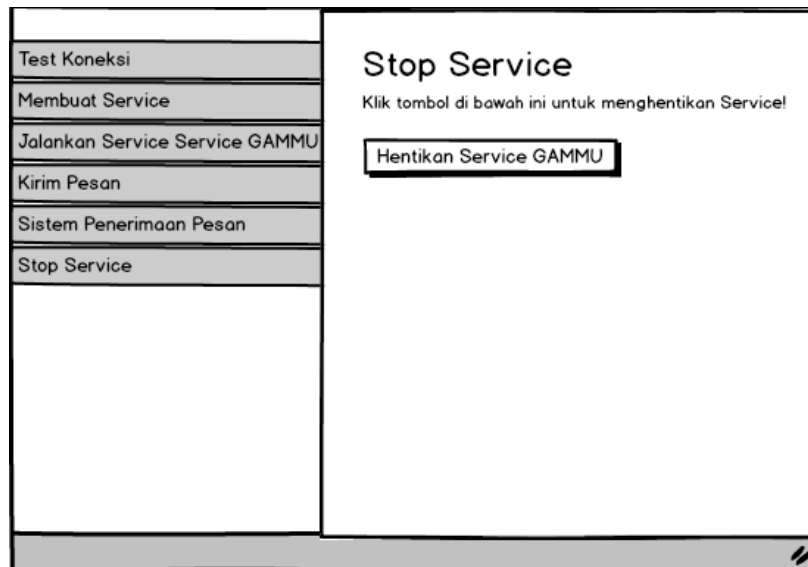 Test Koneksi
Membuat Service
Jalankan Service Service GAMMU
Kirim Pesan
Sistem Penerimaan Pesan
Stop Service
Stop Service
Klik tombol di bawah ini untuk menghentikan Service!
Hentikan Service GAMMU